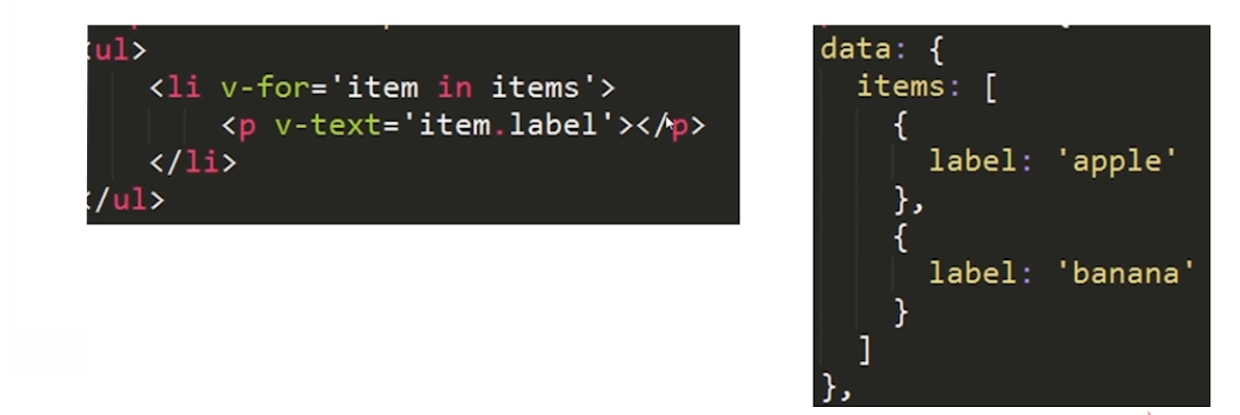 <ul>
<li v-for='item in items'>
<p v-text='item.label'></p>
</li>
</ul>
data: {
items: [
{
label: 'apple'
},
{
label: 'banana'
}
]
},